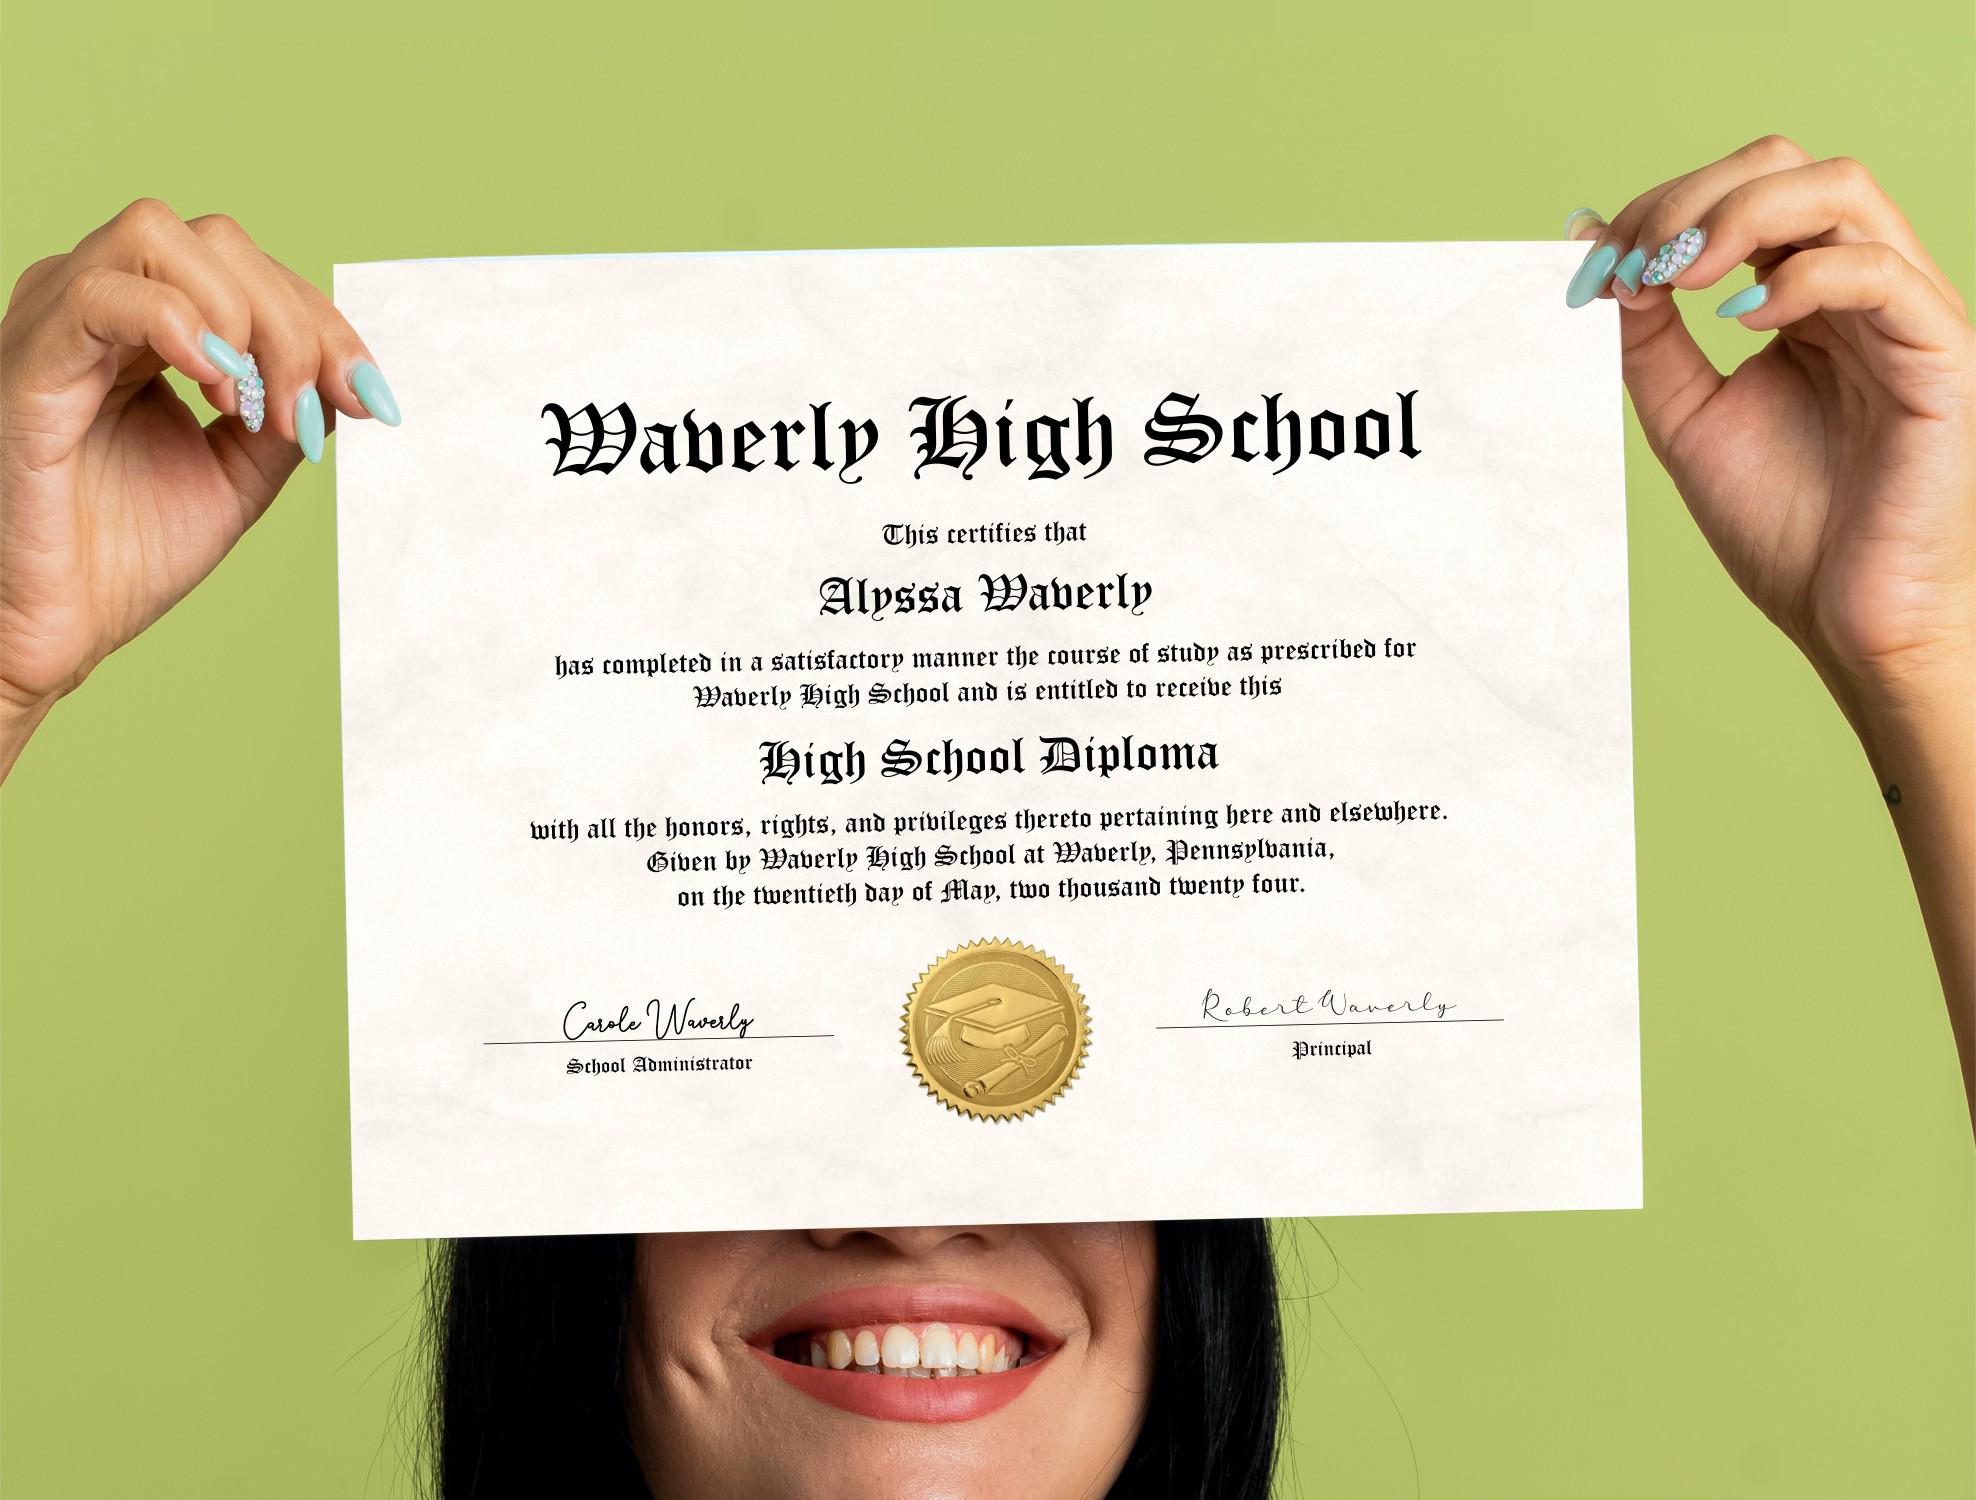 Waverly High School
This certifies that
Alyssa Waverly
has completed in a satisfactory manner the course of study as prescribed for
Waverly High School and is entitled to receive this
High School Diploma
with all the honors, rights, and privileges thereto pertaining here and elsewhere.
Given by Waverly High School at Waverly, Pennsylvania,
on the twentieth day of May, two thousand twenty four.
Carole Waverly
School Administrator
Robert Waverly
Principal